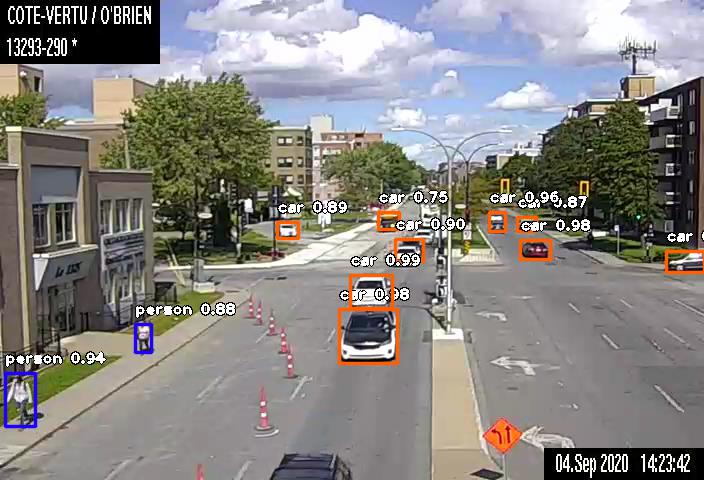 COTE-VERTU / O'BRIEN
13293-290 *
car 0.75
car 0.96
0.87
car 0.89
car 0.90
car 0.98
car
car 0.99
car 0.98
person 0.88
person 0.94
04.Sep 2020 14:23:42